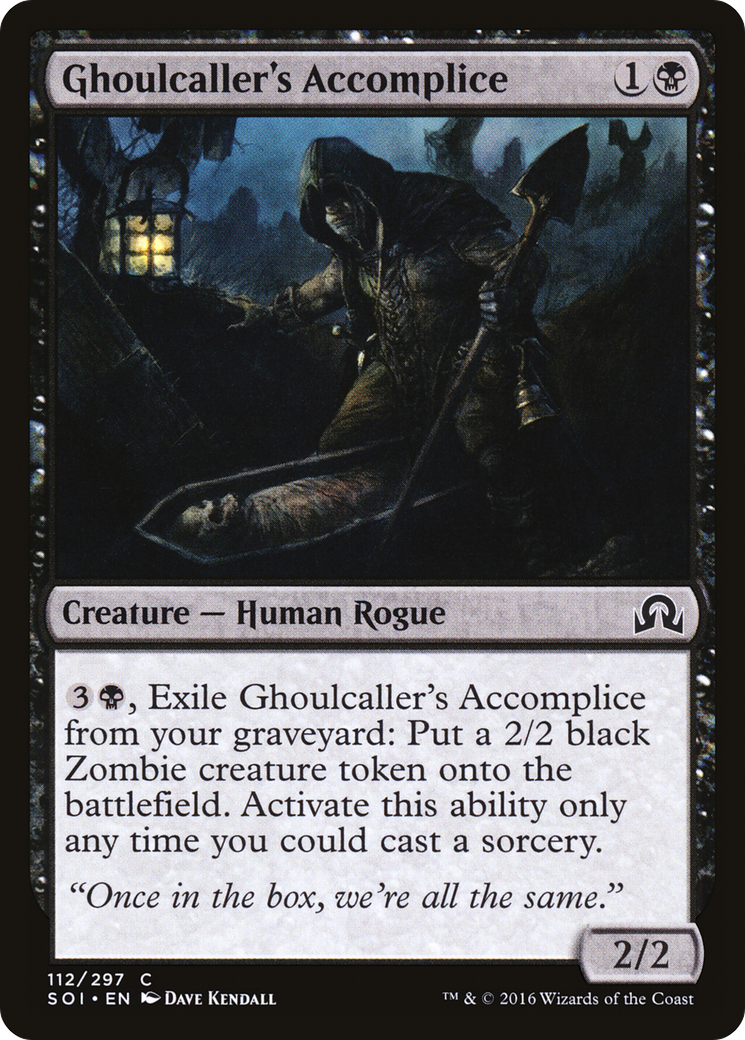 Ghoulcaller's Accomplice 1
Creature — Human Rogue
3, Exile Ghoulcaller's Accomplice
from your graveyard: Put a 2/2 black
Zombie creature token onto the
battlefield. Activate this ability only
any time you could cast a sorcery.
“Once in the box, we're all the same.”
2/2
112/297 C
SOI • EN Dave Kendall
™ & © 2016 Wizards of the Coast